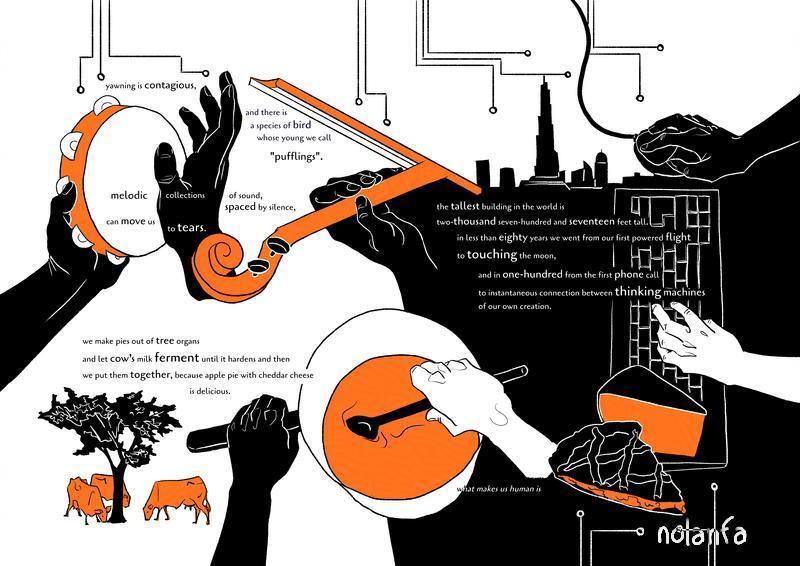 yawning is contagious,
and there is
a species of bird
whose young we call
"pufflings".
melodic collections of sound,
spaced by silence,
can move us to tears.
the tallest building in the world is
two-thousand seven-hundred and seventeen feet tall.
in less than eighty years we went from our first powered flight
to touching the moon,
and in one-hundred from the first phone call
to instantaneous connection between thinking machines
of our own creation.
we make pies out of tree organs
and let cow's milk ferment until it hardens and then
we put them together, because apple pie with cheddar cheese
is delicious.
what makes us human is
nolanfa